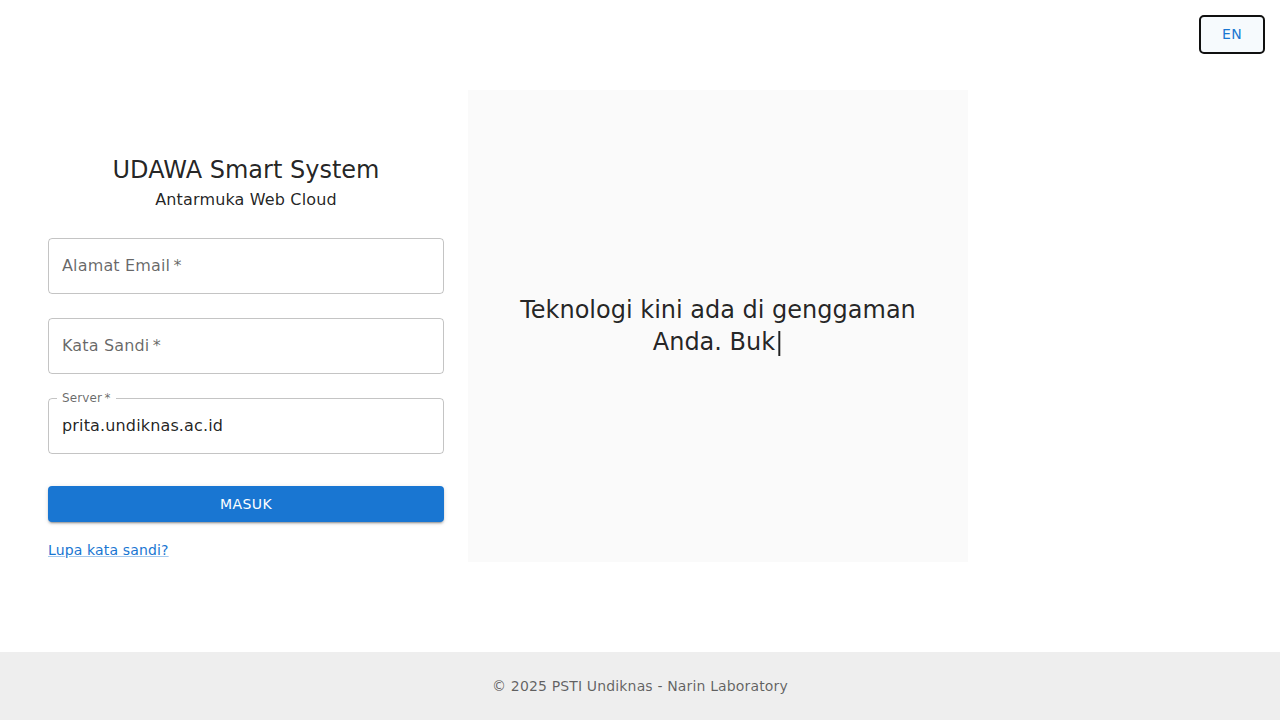 EN
UDAWA Smart System
Antarmuka Web Cloud
Alamat Email *
Kata Sandi *
Server *
prita.undiknas.ac.id
MASUK
Lupa kata sandi?
Teknologi kini ada di genggaman
Anda. Buk|
© 2025 PSTI Undiknas - Narin Laboratory